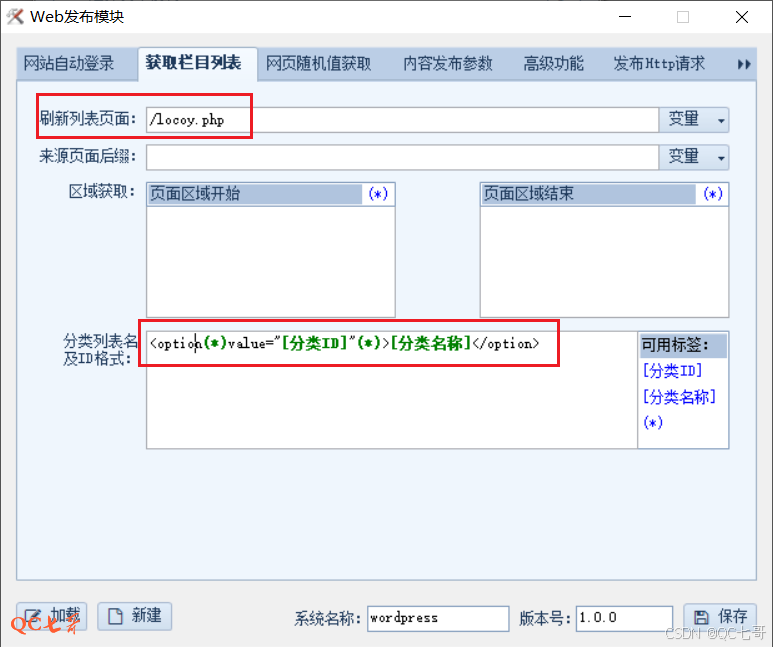 Web发布模块
网站自动登录 获取栏目列表 网页随机值获取 内容发布参数 高级功能 发布Http请求
刷新列表页面: /locoy.php 变量
来源页面后缀: 变量
区域获取: 页面区域开始 (*) 页面区域结束 (*)
分类列表名
及ID格式:
<option(*)value="[分类ID]"(*)>[分类名称]</option>
可用标签:
[分类ID]
[分类名称]
(*)
加载 新建 系统名称: wordpress 版本号: 1.0.0 保存
QC七哥
CSDN @QC七哥